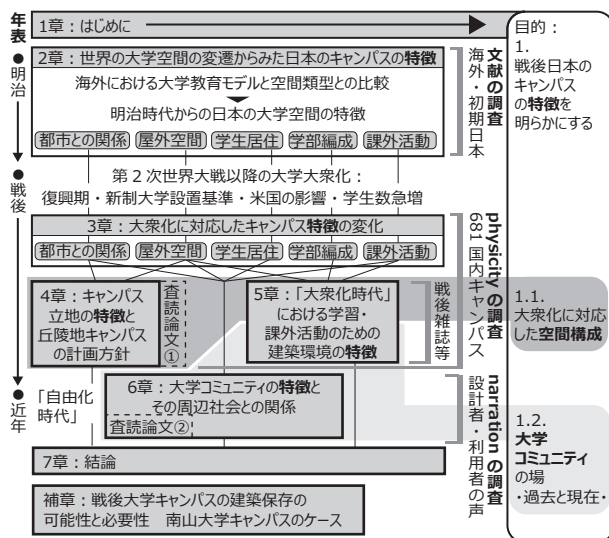 年表
1章：はじめに
●明治
2章：世界の大学空間の変遷からみた日本のキャンパスの特徴
海外における大学教育モデルと空間類型との比較
明治時代からの日本の大学空間の特徴
都市との関係 屋外空間 学生居住 学部編成 課外活動
文献の調査
海外・初期日本
●戦後
第２次世界大戦以降の大学大衆化：
復興期・新制大学設置基準・米国の影響・学生数急増
3章：大衆化に対応したキャンパス特徴の変化
都市との関係 屋外空間 学生居住 学部編成 課外活動
4章：キャンパス
立地の特徴と
丘陵地キャンパス
の計画方針
査読論文①
5章：「大衆化時代」
における学習・
課外活動のための
建築環境の特徴
戦後雑誌等
physicityの調査
681国内キャンパス
●近年
「自由化
時代」
6章：大学コミュニティの特徴と
その周辺社会との関係
査読論文②
narrationの調査
設計者・利用者の声
7章：結論
補章：戦後大学キャンパスの建築保存の
可能性と必要性　南山大学キャンパスのケース
目的：
1.
戦後日本の
キャンパス
の特徴を
明らかにする
1.1.
大衆化に対応
した空間構成
1.2.
大学
コミュニティ
の場
・過去と現在・